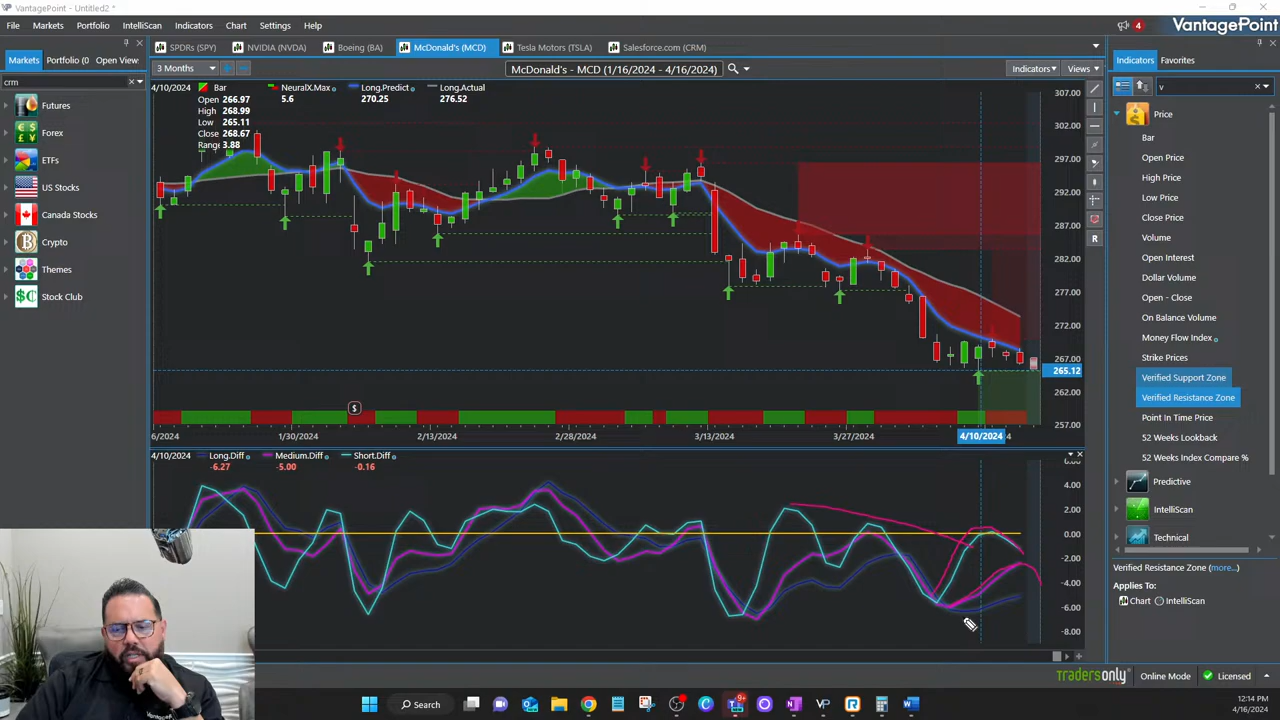 VantagePoint - Untitled2 *
File Markets Portfolio IntelliScan Indicators Chart Settings Help
4 VantagePoint
Markets Portfolio (0 Open View:
SPDRs (SPY) NVIDIA (NVDA) Boeing (BA) McDonald's (MCD) Tesla Motors (TSLA) Salesforce.com (CRM)
Indicators Favorites
3 Months McDonald's - MCD (1/16/2024 - 4/16/2024) Indicators Views
crm
v
Futures
Forex
ETFs
US Stocks
Canada Stocks
Crypto
Themes
Stock Club
4/10/2024 Bar NeuralX.Max Long.Predict Long.Actual
Open 266.97 5.6 270.25 276.52
High 268.99
Low 265.11
Close 268.67
Range 3.88
307.00
302.00
297.00
292.00
287.00
282.00
277.00
272.00
267.00
265.12
262.00
257.00
R
$
6/2024 1/30/2024 2/13/2024 2/28/2024 3/13/2024 3/27/2024 4/10/2024 4
4/10/2024 Long.Diff Medium.Diff Short.Diff
-6.27 -5.00 -0.16
6.00
4.00
2.00
0.00
-2.00
-4.00
-6.00
-8.00
Price
Bar
Open Price
High Price
Low Price
Close Price
Volume
Open Interest
Dollar Volume
Open - Close
On Balance Volume
Money Flow Index
Strike Prices
Verified Support Zone
Verified Resistance Zone
Point In Time Price
52 Weeks Lookback
52 Weeks Index Compare %
Predictive
IntelliScan
Technical
Verified Resistance Zone (more...)
Applies To:
Chart IntelliScan
tradersonly Online Mode Licensed
Search
9+
12:14 PM
4/16/2024